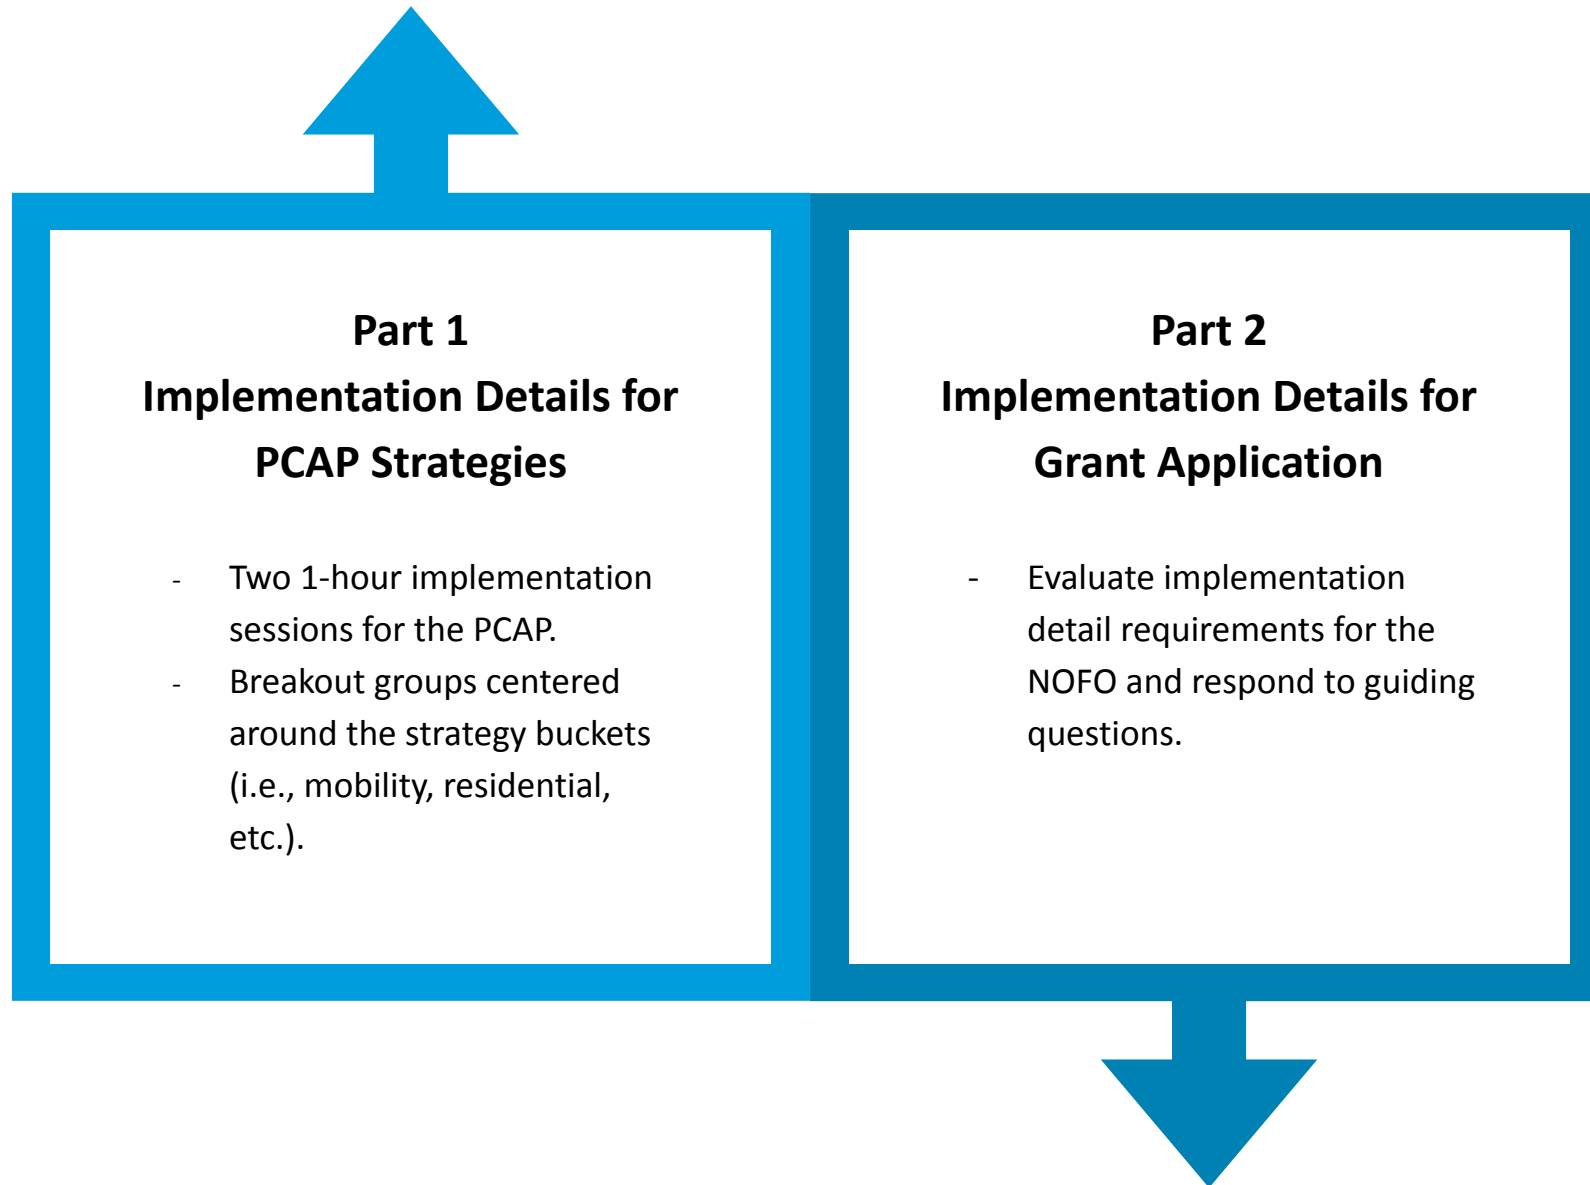 Part 1
Implementation Details for
PCAP Strategies
- Two 1-hour implementation
sessions for the PCAP.
- Breakout groups centered
around the strategy buckets
(i.e., mobility, residential,
etc.).
Part 2
Implementation Details for
Grant Application
- Evaluate implementation
detail requirements for the
NOFO and respond to guiding
questions.